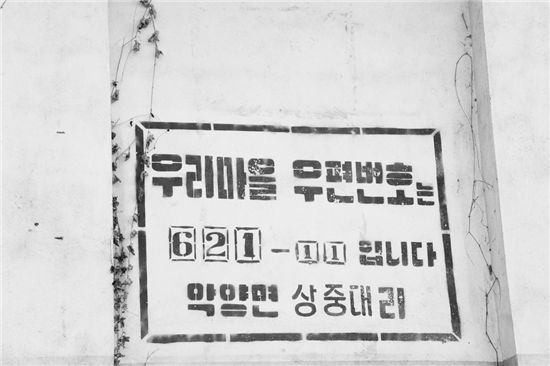 우리마을 우편번호는
621-11 입니다
악양면 상중대리